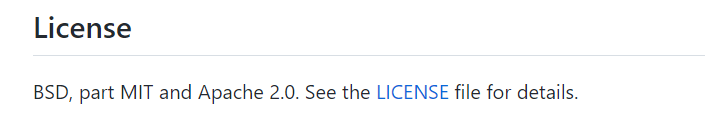 License
BSD, part MIT and Apache 2.0. See the LICENSE file for details.